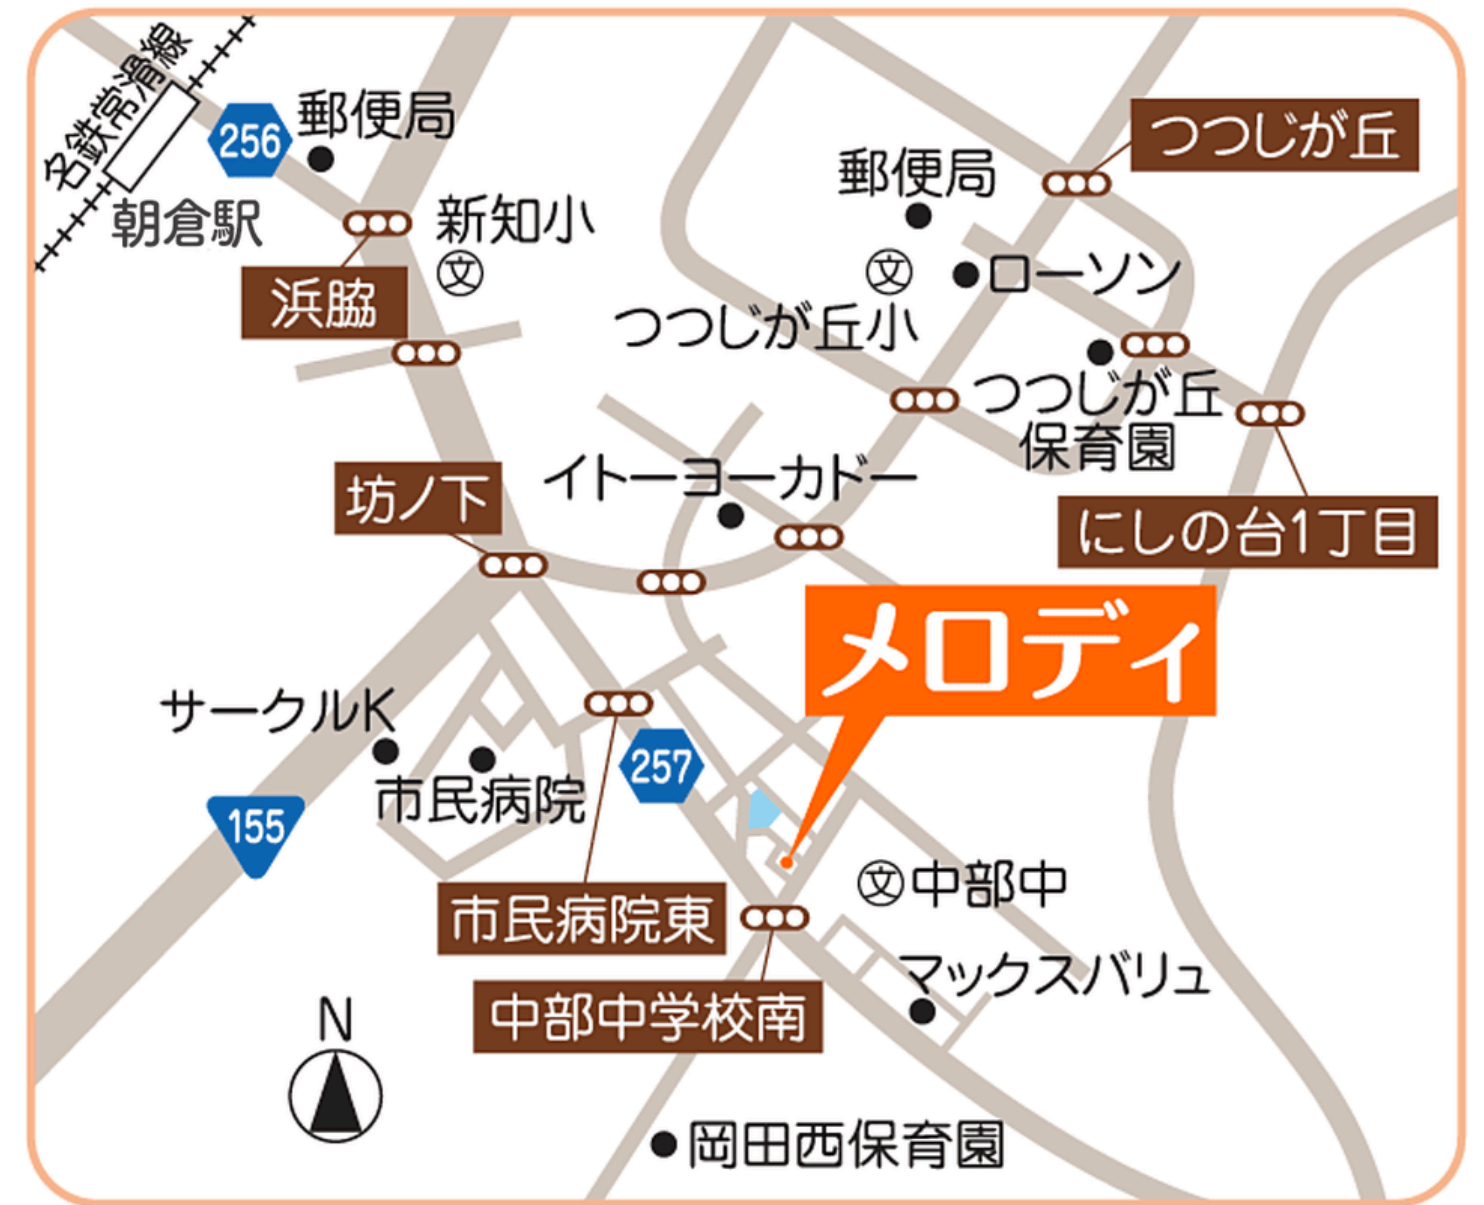 名鉄常滑線
256
郵便局
朝倉駅
新知小
文
浜脇
つつじが丘
郵便局
文
ローソン
つつじが丘小
つつじが丘
保育園
にしの台1丁目
イトーヨーカドー
坊ノ下
メロディ
サークルK
市民病院
257
155
市民病院東
文中部中
マックスバリュ
中部中学校南
N
岡田西保育園